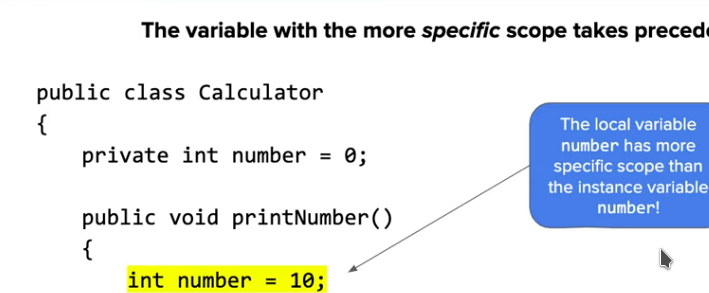 The variable with the more specific scope takes
public class Calculator
{
private int number = 0;
public void printNumber()
{
int number = 10;
The local variable
number has more
specific scope than
the instance variable
number!